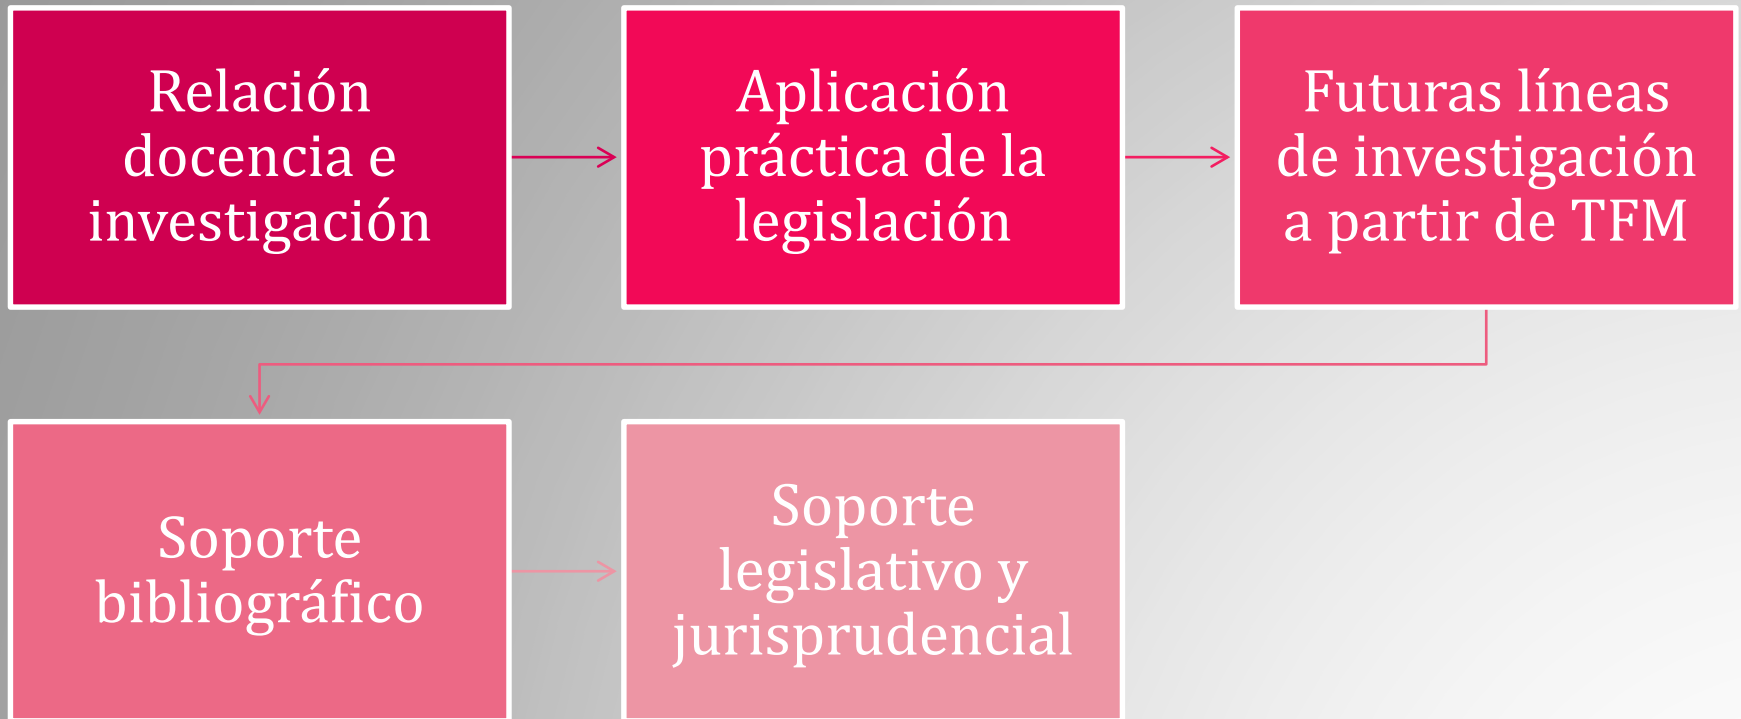 Relación
docencia e
investigación
Aplicación
práctica de la
legislación
Futuras líneas
de investigación
a partir de TFM
Soporte
bibliográfico
Soporte
legislativo y
jurisprudencial